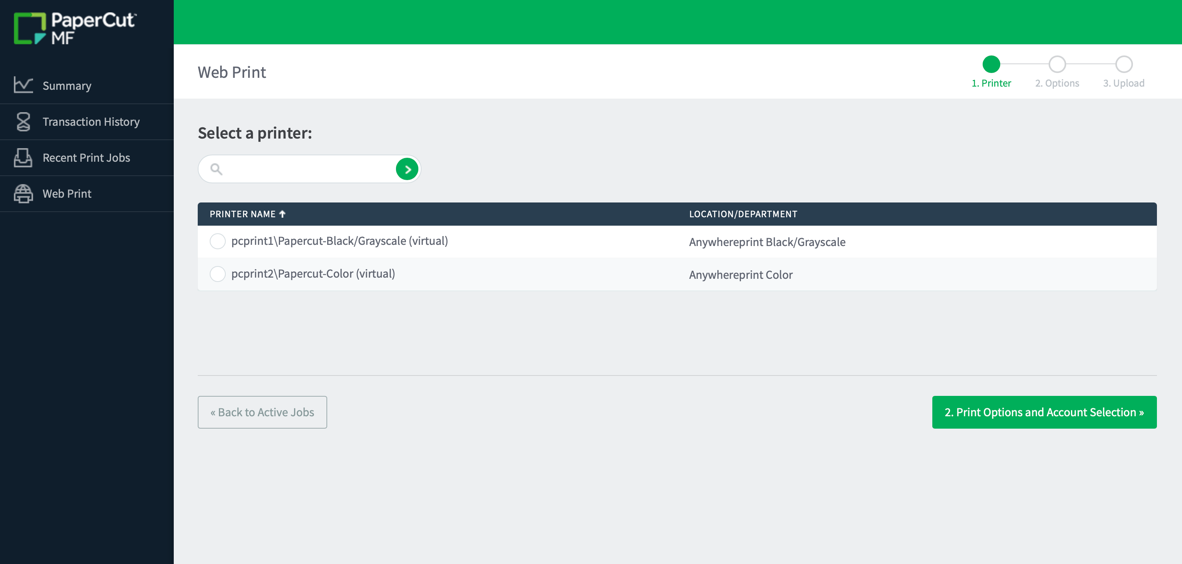 PaperCut™
MF
Summary
Transaction History
Recent Print Jobs
Web Print
Web Print
1. Printer
2. Options
3. Upload
Select a printer:
PRINTER NAME
LOCATION/DEPARTMENT
pcprint1\Papercut-Black/Grayscale (virtual)
Anywhereprint Black/Grayscale
pcprint2\Papercut-Color (virtual)
Anywhereprint Color
« Back to Active Jobs
2. Print Options and Account Selection »